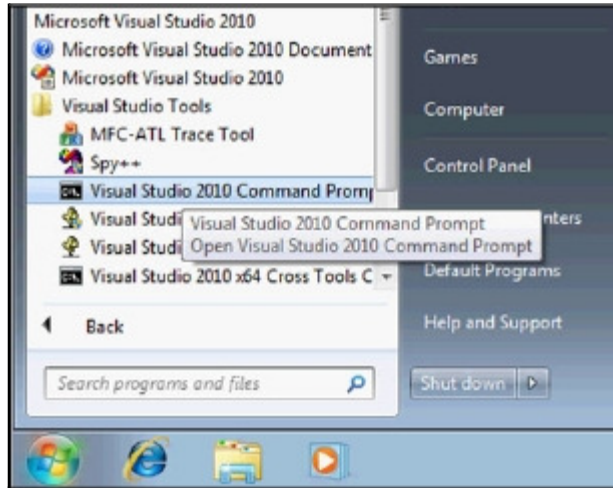 Microsoft Visual Studio 2010
Microsoft Visual Studio 2010 Document
Microsoft Visual Studio 2010
Visual Studio Tools
MFC-ATL Trace Tool
Spy++
Visual Studio 2010 Command Promp
Visual Studi
Visual Studi
Visual Studio 2010 x64 Cross Tools C
Visual Studio 2010 Command Prompt
Open Visual Studio 2010 Command Prompt
Back
Search programs and files
Games
Computer
Control Panel
nters
Default Programs
Help and Support
Shut down